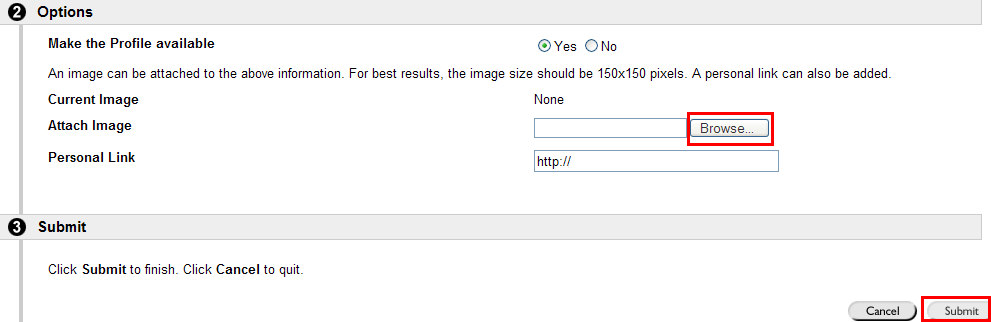 2 Options
Make the Profile available Yes No
An image can be attached to the above information. For best results, the image size should be 150x150 pixels. A personal link can also be added.
Current Image None
Attach Image Browse...
Personal Link http://
3 Submit
Click Submit to finish. Click Cancel to quit.
Cancel Submit